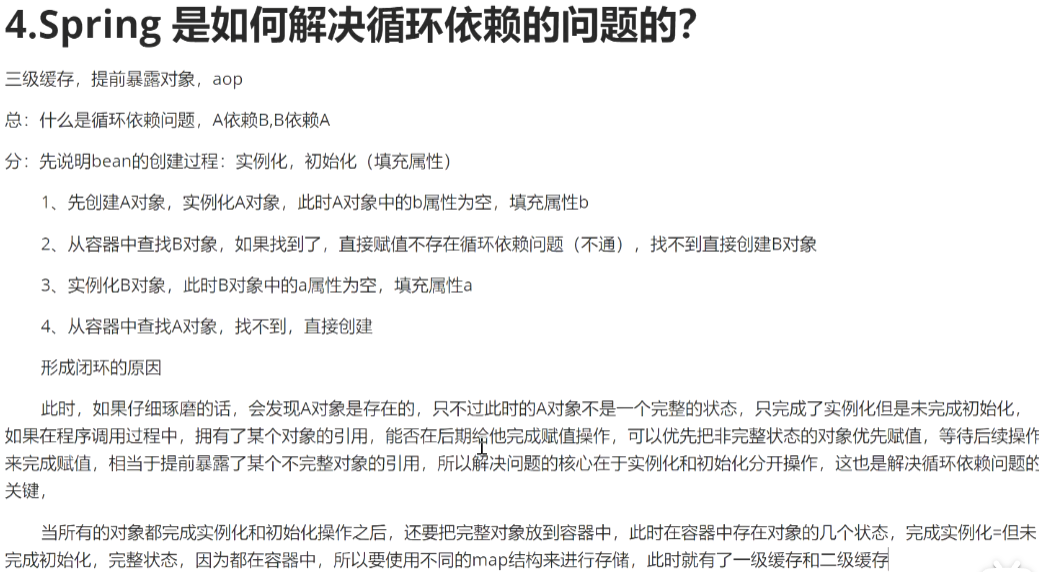 4.Spring 是如何解决循环依赖的问题的？
三级缓存，提前暴露对象，aop
总：什么是循环依赖问题，A依赖B,B依赖A
分：先说明bean的创建过程：实例化，初始化（填充属性）
1、先创建A对象，实例化A对象，此时A对象中的b属性为空，填充属性b
2、从容器中查找B对象，如果找到了，直接赋值不存在循环依赖问题（不通），找不到直接创建B对象
3、实例化B对象，此时B对象中的a属性为空，填充属性a
4、从容器中查找A对象，找不到，直接创建
形成闭环的原因
此时，如果仔细琢磨的话，会发现A对象是存在的，只不过此时的A对象不是一个完整的状态，只完成了实例化但是未完成初始化，
如果在程序调用过程中，拥有了某个对象的引用，能否在后期给他完成赋值操作，可以优先把非完整状态的对象优先赋值，等待后续操作
来完成赋值，相当于提前暴露了某个不完整对象的引用，所以解决问题的核心在于实例化和初始化分开操作，这也是解决循环依赖问题的
关键，
当所有的对象都完成实例化和初始化操作之后，还要把完整对象放到容器中，此时在容器中存在对象的几个状态，完成实例化=但未
完成初始化，完整状态，因为都在容器中，所以要使用不同的map结构来进行存储，此时就有了一级缓存和二级缓存